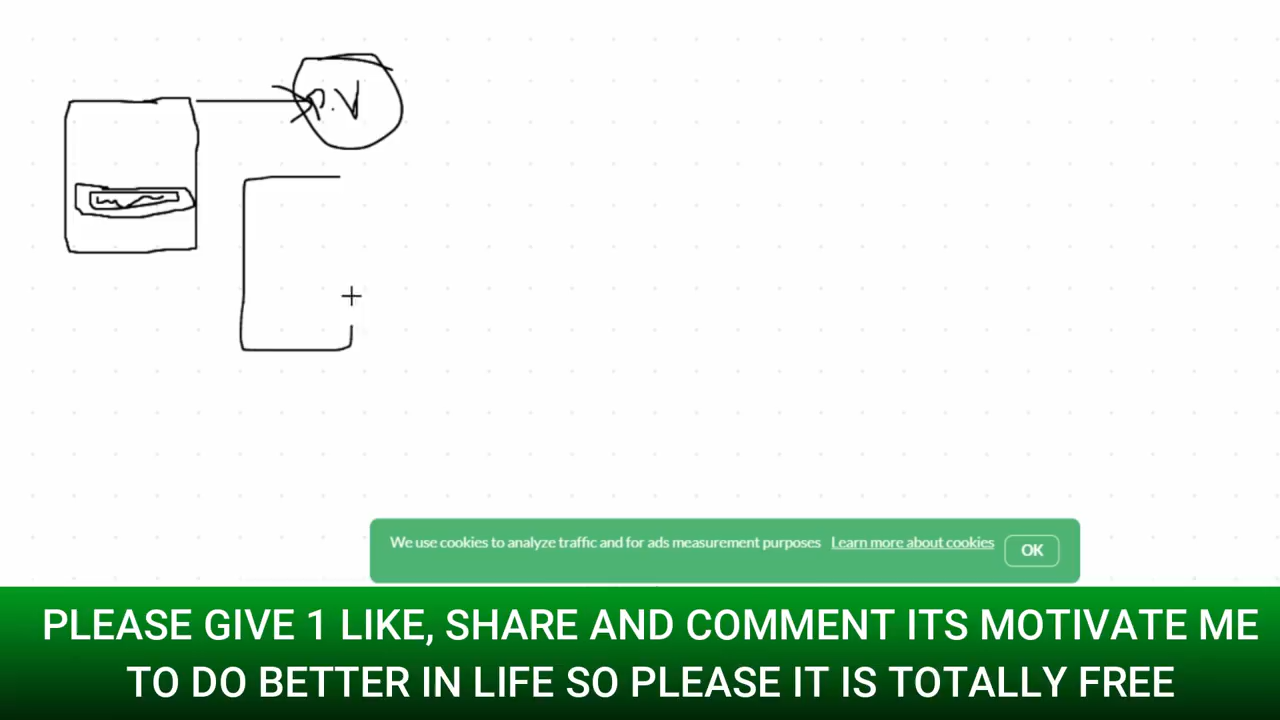 P.V
We use cookies to analyze traffic and for ads measurement purposes Learn more about cookies OK
PLEASE GIVE 1 LIKE, SHARE AND COMMENT ITS MOTIVATE ME
TO DO BETTER IN LIFE SO PLEASE IT IS TOTALLY FREE